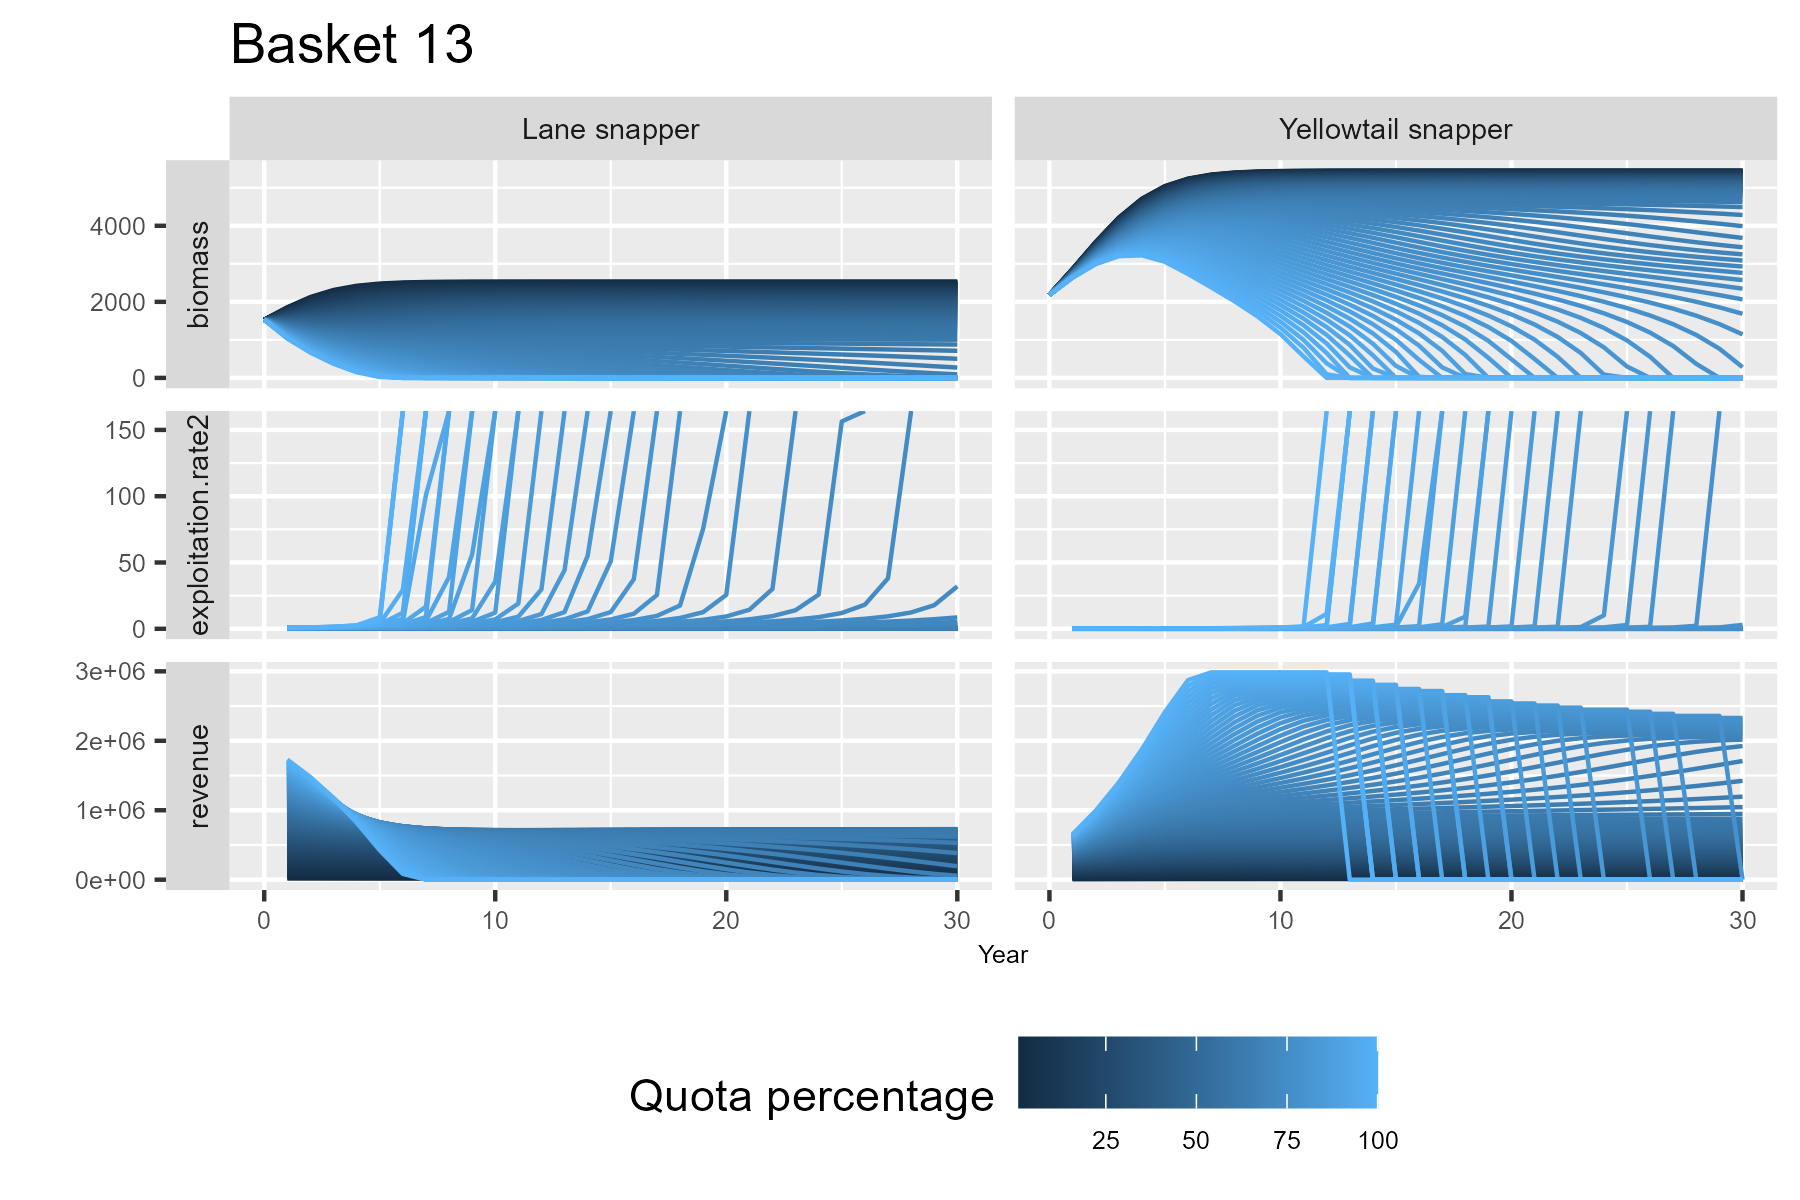 Basket 13
Lane snapper
Yellowtail snapper
biomass
4000
2000
0
exploitation.rate2
150
100
50
0
revenue
3e+06
2e+06
1e+06
0e+00
0 10 20 30 0 10 20 30
Year
Quota percentage
25 50 75 100